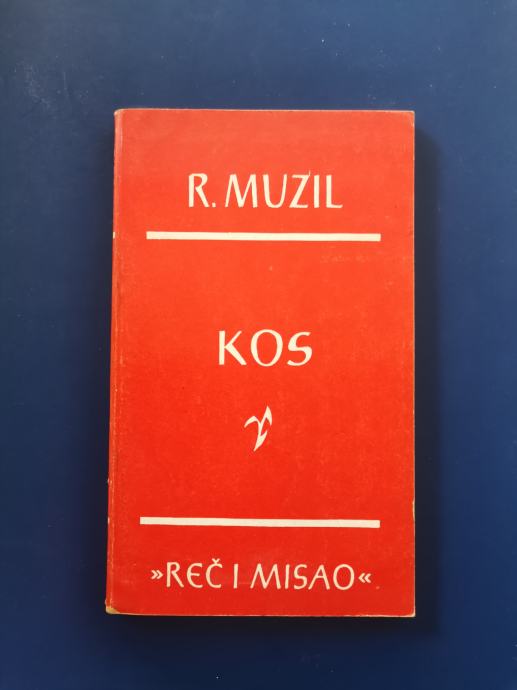 R. MUZIL
KOS
»REČ I MISAO«